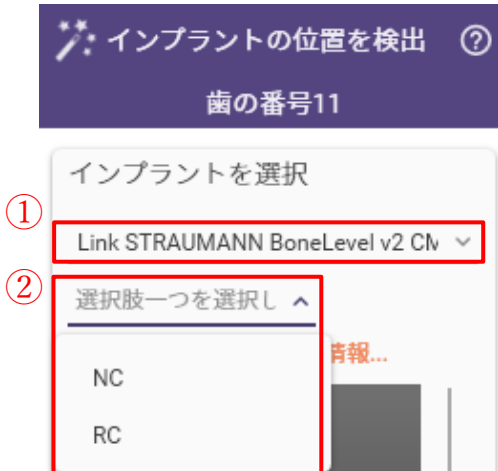 インプラントの位置を検出
歯の番号11
インプラントを選択
①
Link STRAUMANN BoneLevel v2 CM
②
選択肢一つを選択し
情報...
NC
RC